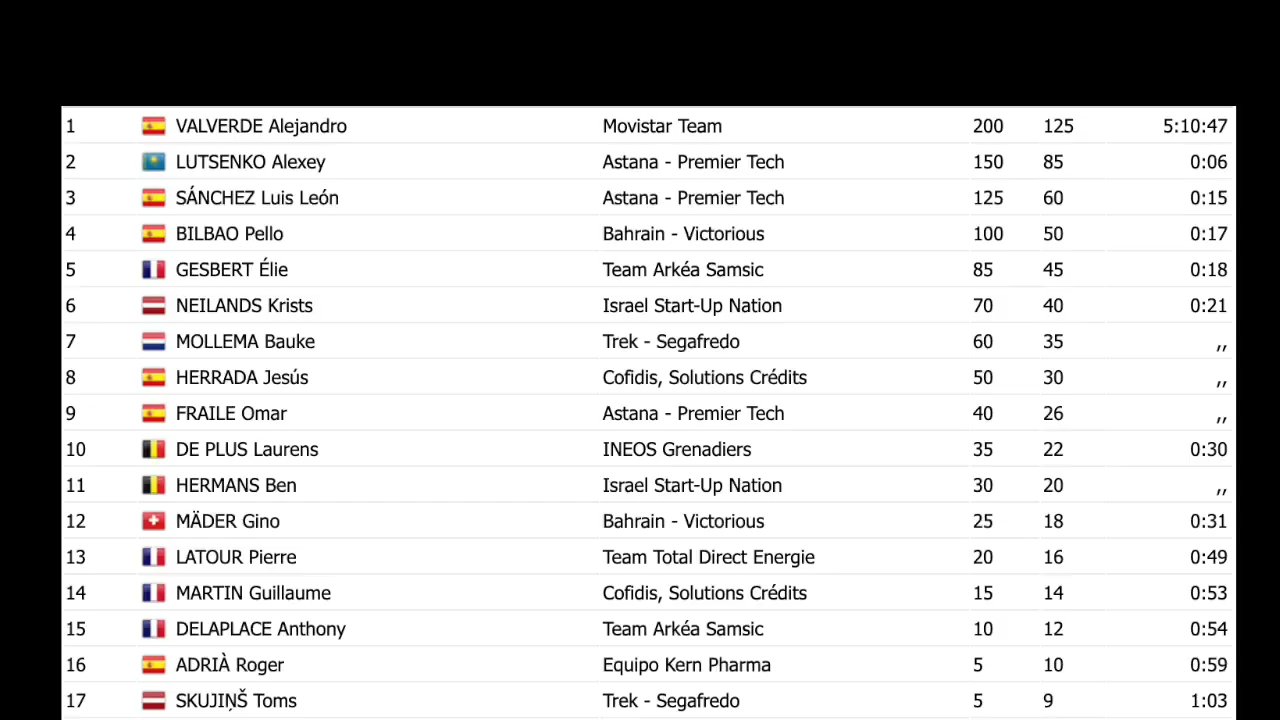 1 VALVERDE Alejandro Movistar Team 200 125 5:10:47
2 LUTSENKO Alexey Astana - Premier Tech 150 85 0:06
3 SÁNCHEZ Luis León Astana - Premier Tech 125 60 0:15
4 BILBAO Pello Bahrain - Victorious 100 50 0:17
5 GESBERT Élie Team Arkéa Samsic 85 45 0:18
6 NEILANDS Krists Israel Start-Up Nation 70 40 0:21
7 MOLLEMA Bauke Trek - Segafredo 60 35 ,,
8 HERRADA Jesús Cofidis, Solutions Crédits 50 30 ,,
9 FRAILE Omar Astana - Premier Tech 40 26 ,,
10 DE PLUS Laurens INEOS Grenadiers 35 22 0:30
11 HERMANS Ben Israel Start-Up Nation 30 20 ,,
12 MÄDER Gino Bahrain - Victorious 25 18 0:31
13 LATOUR Pierre Team Total Direct Energie 20 16 0:49
14 MARTIN Guillaume Cofidis, Solutions Crédits 15 14 0:53
15 DELAPLACE Anthony Team Arkéa Samsic 10 12 0:54
16 ADRIÀ Roger Equipo Kern Pharma 5 10 0:59
17 SKUJIŅŠ Toms Trek - Segafredo 5 9 1:03